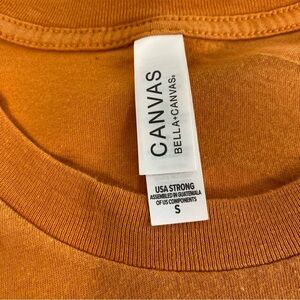 CANVAS
BELLA+CANVAS®
USA STRONG
ASSEMBLED IN GUATEMALA
OF US COMPONENTS
S